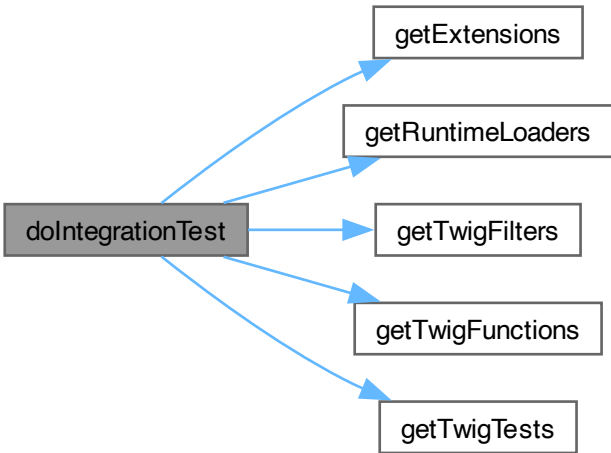 getExtensions
getRuntimeLoaders
doIntegrationTest
getTwigFilters
getTwigFunctions
getTwigTests